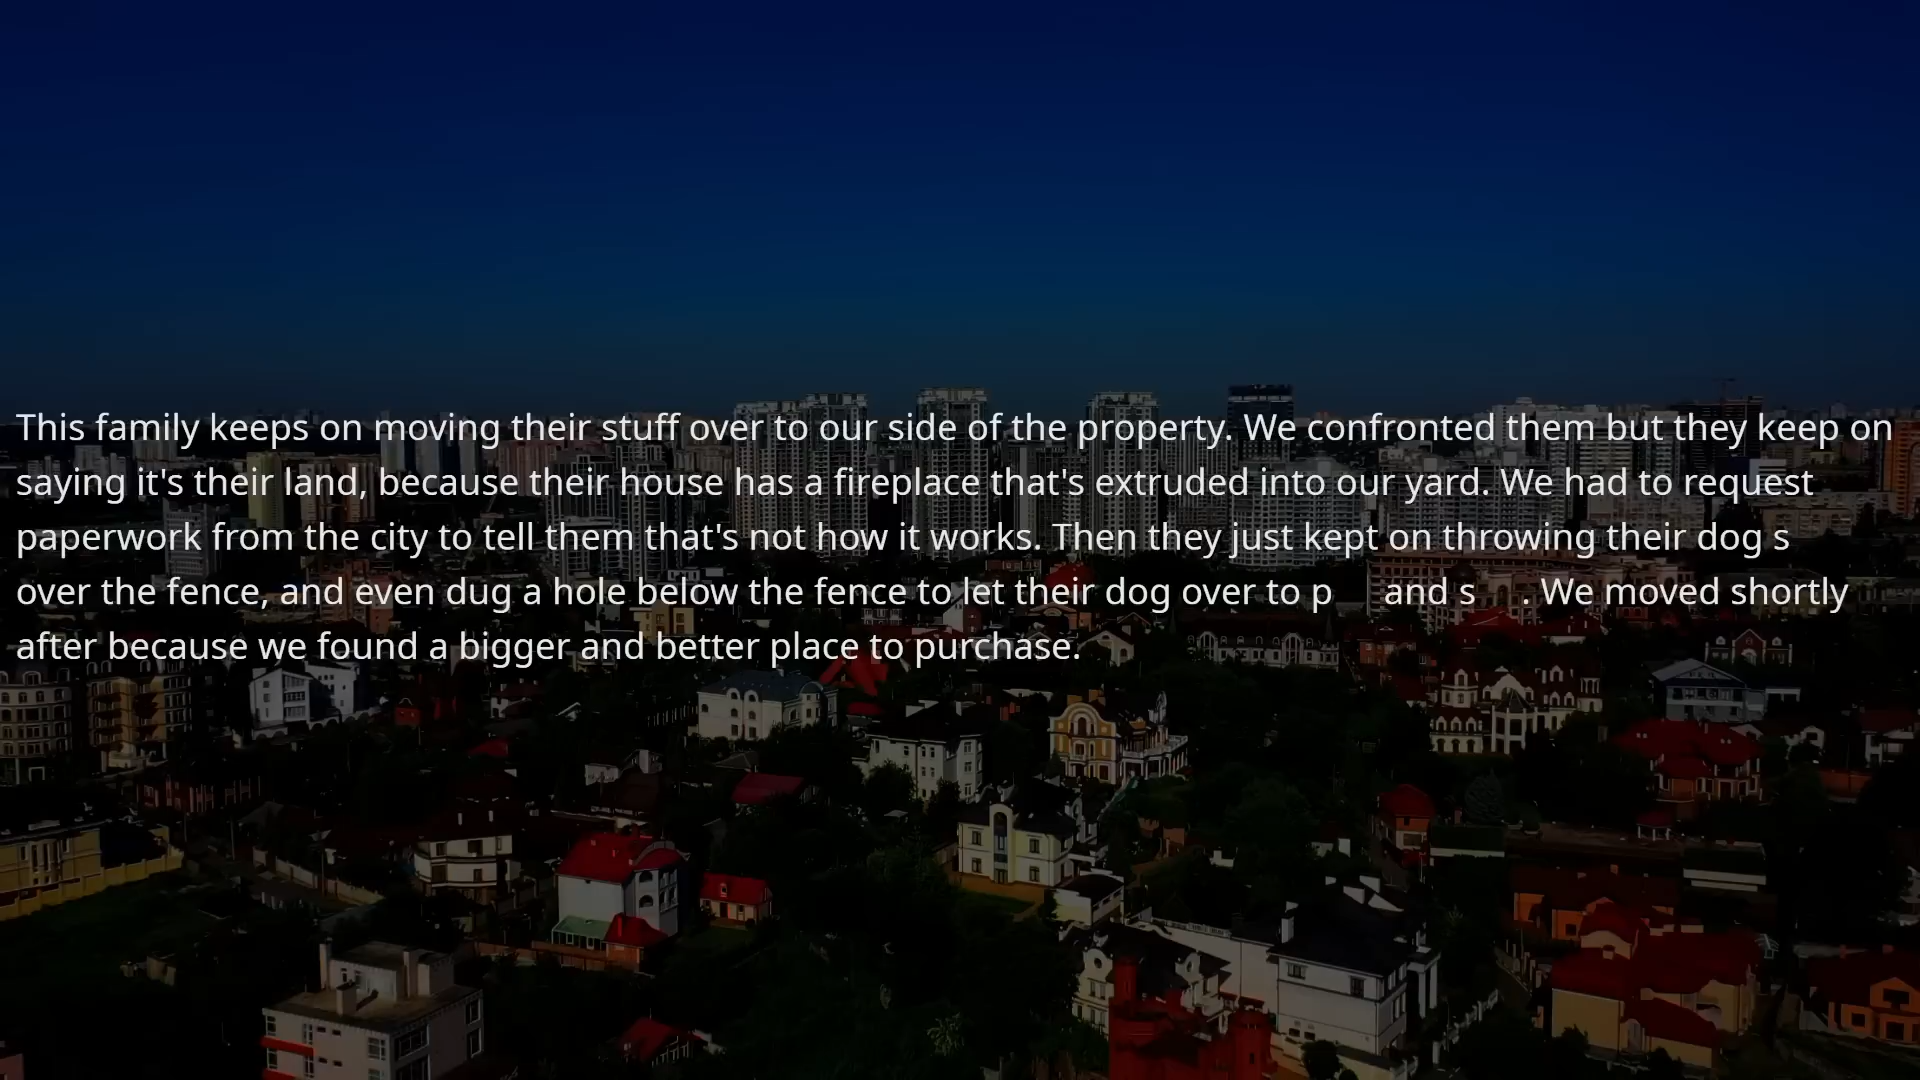 This family keeps on moving their stuff over to our side of the property. We confronted them but they keep on
saying it's their land, because their house has a fireplace that's extruded into our yard. We had to request
paperwork from the city to tell them that's not how it works. Then they just kept on throwing their dog s
over the fence, and even dug a hole below the fence to let their dog over to p and s . We moved shortly
after because we found a bigger and better place to purchase.